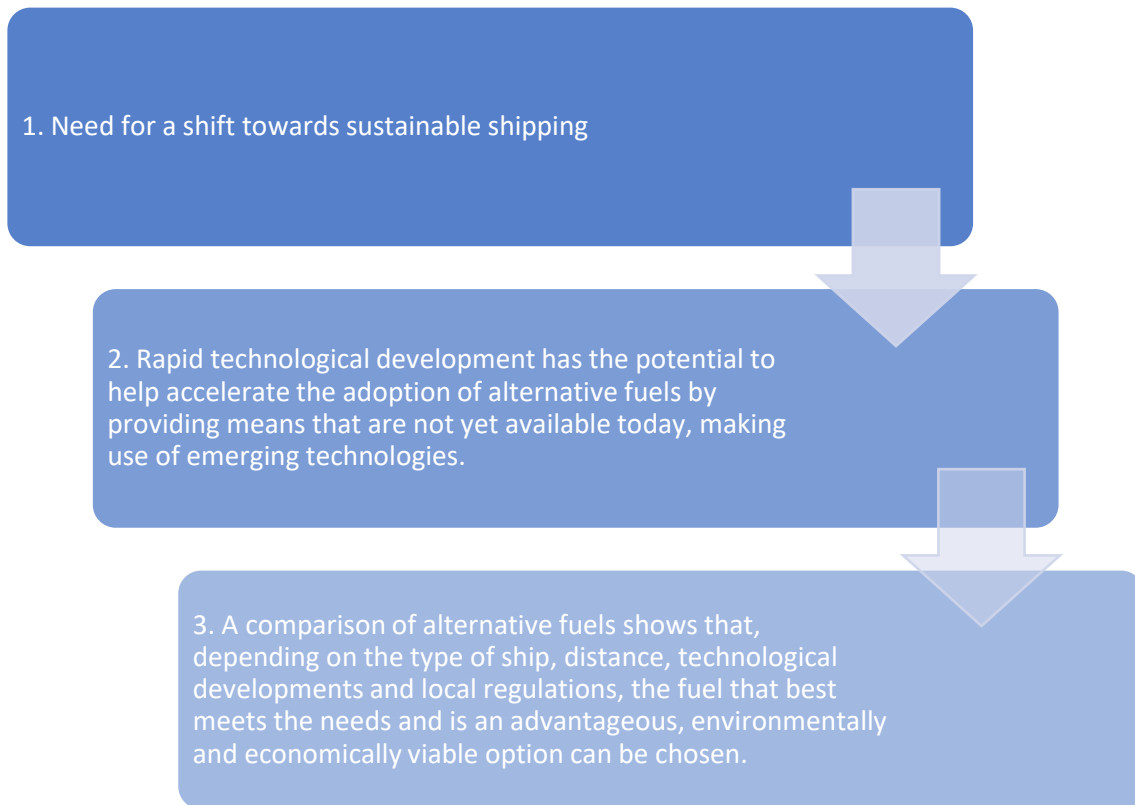 1. Need for a shift towards sustainable shipping
2. Rapid technological development has the potential to
help accelerate the adoption of alternative fuels by
providing means that are not yet available today, making
use of emerging technologies.
3. A comparison of alternative fuels shows that,
depending on the type of ship, distance, technological
developments and local regulations, the fuel that best
meets the needs and is an advantageous, environmentally
and economically viable option can be chosen.